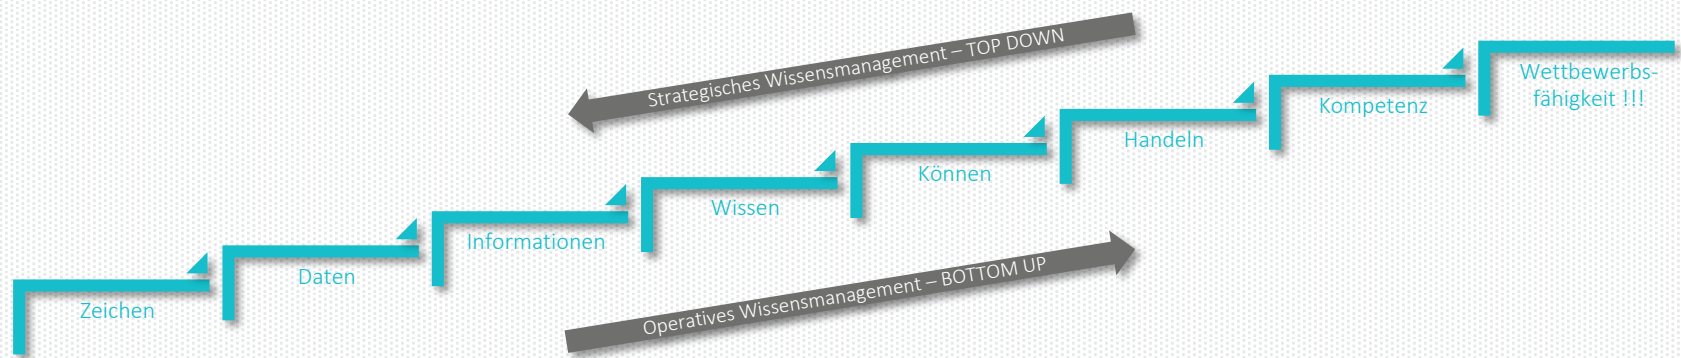 Strategisches Wissensmanagement – TOP DOWN
Wettbewerbs-
fähigkeit !!!
Kompetenz
Handeln
Können
Wissen
Informationen
Daten
Zeichen
Operatives Wissensmanagement – BOTTOM UP